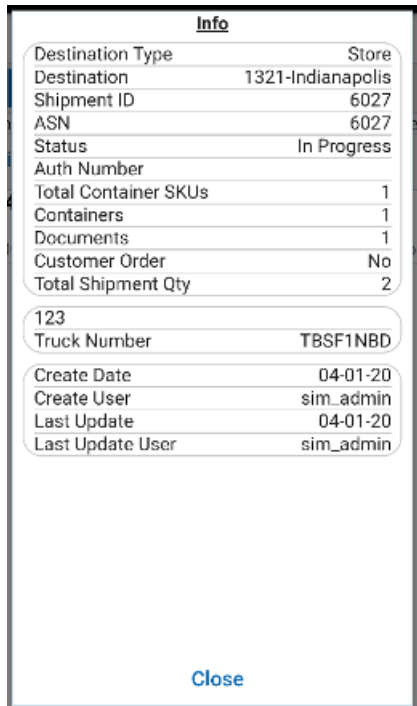 Info
Destination Type Store
Destination 1321-Indianapolis
Shipment ID 6027
ASN 6027
Status In Progress
Auth Number
Total Container SKUs 1
Containers 1
Documents 1
Customer Order No
Total Shipment Qty 2
123
Truck Number TBSF1NBD
Create Date 04-01-20
Create User sim_admin
Last Update 04-01-20
Last Update User sim_admin
Close